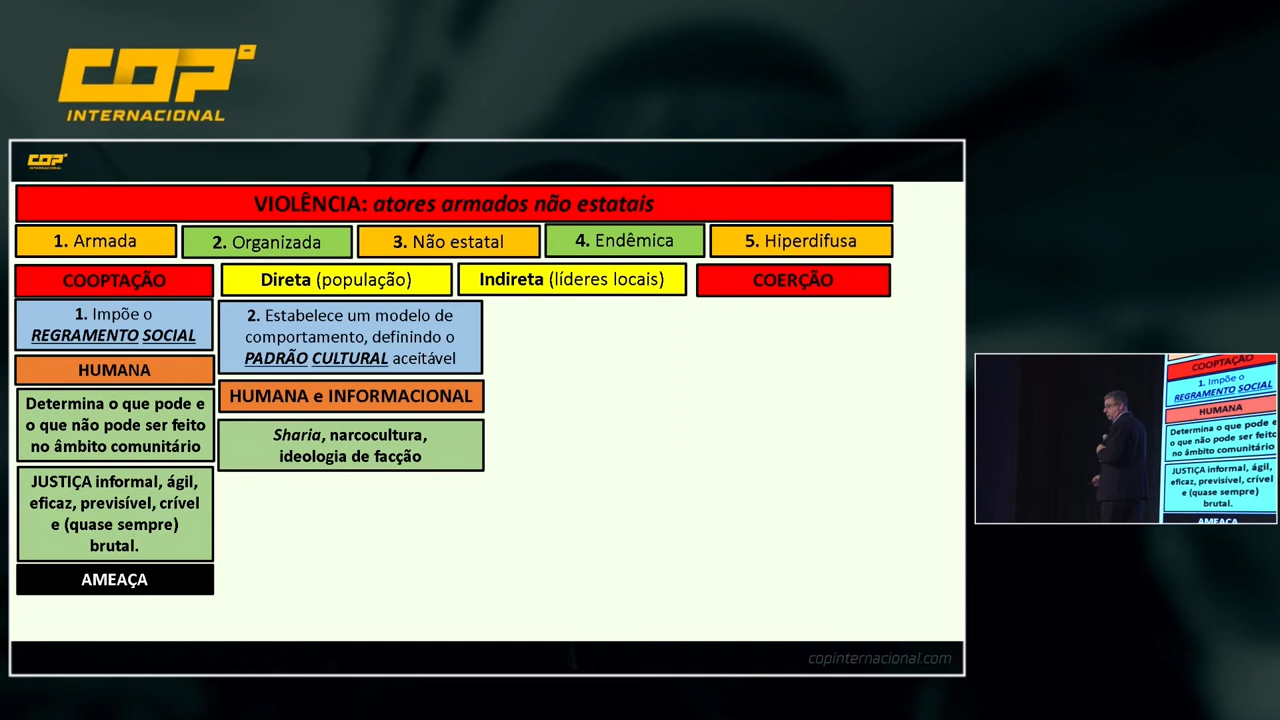 COP
INTERNACIONAL
COP
INTERNACIONAL
VIOLÊNCIA: atores armados não estatais
1. Armada
2. Organizada
3. Não estatal
4. Endêmica
5. Hiperdifusa
COOPTAÇÃO
Direta (população)
Indireta (líderes locais)
COERÇÃO
1. Impõe o
REGRAMENTO SOCIAL
HUMANA
Determina o que pode e
o que não pode ser feito
no âmbito comunitário
JUSTIÇA informal, ágil,
eficaz, previsível, crível
e (quase sempre)
brutal.
AMEAÇA
2. Estabelece um modelo de
comportamento, definindo o
PADRÃO CULTURAL aceitável
HUMANA e INFORMACIONAL
Sharia, narcocultura,
ideologia de facção
copinternacional.com
COOPTAÇÃO
1. Impõe o
REGRAMENTO SOCIAL
HUMANA
Determina o que pode e
o que não pode ser feito
no âmbito comunitário
JUSTIÇA informal, ágil,
eficaz, previsível, crível
e (quase sempre)
brutal.
AMEAÇA